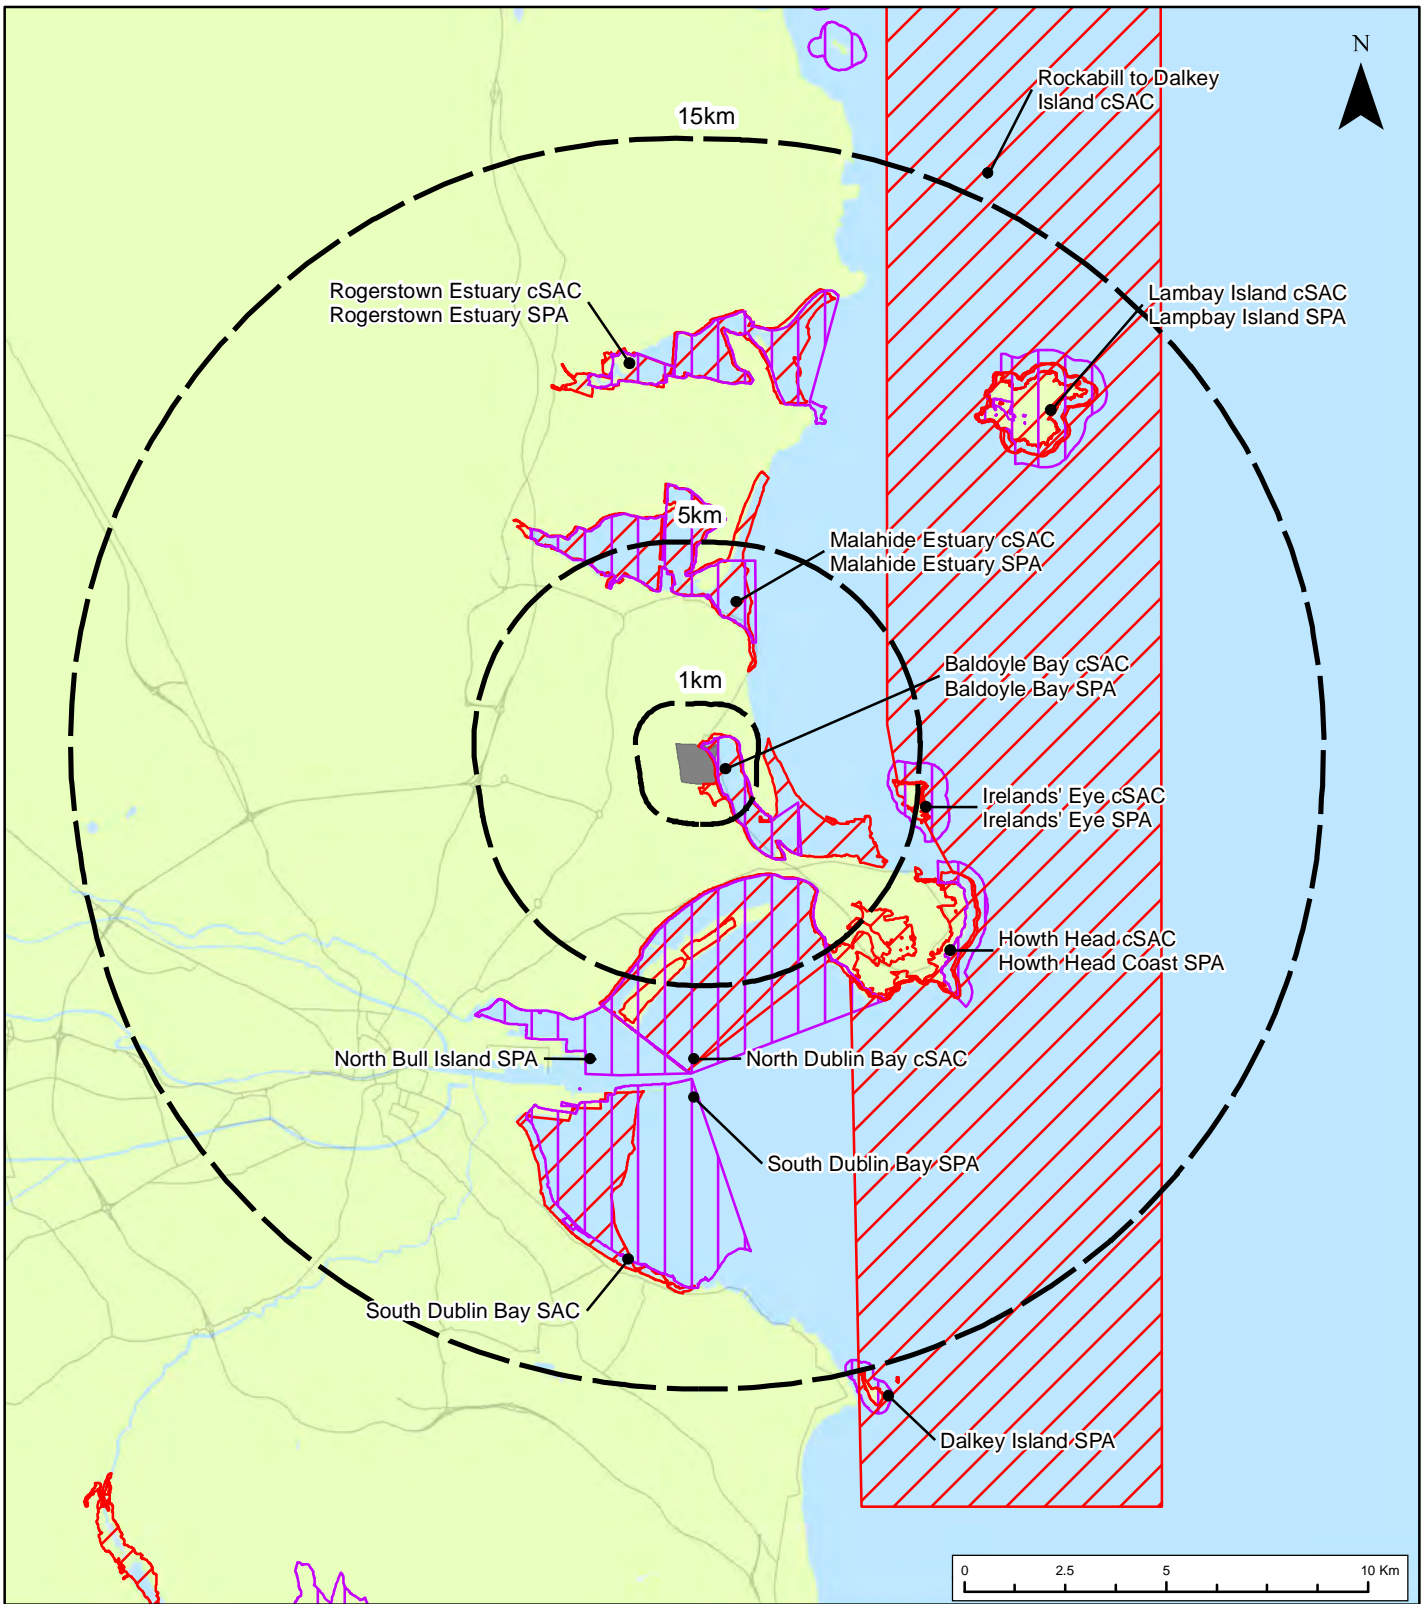 N
Rockabill to Dalkey
Island cSAC
15km
Rogerstown Estuary cSAC
Rogerstown Estuary SPA
Lambay Island cSAC
Lampbay Island SPA
5km
Malahide Estuary cSAC
Malahide Estuary SPA
Baldoyle Bay cSAC
Baldoyle Bay SPA
1km
Irelands' Eye cSAC
Irelands' Eye SPA
Howth Head cSAC
Howth Head Coast SPA
North Bull Island SPA
North Dublin Bay cSAC
South Dublin Bay SPA
South Dublin Bay SAC
Dalkey Island SPA
0 2.5 5 10 Km